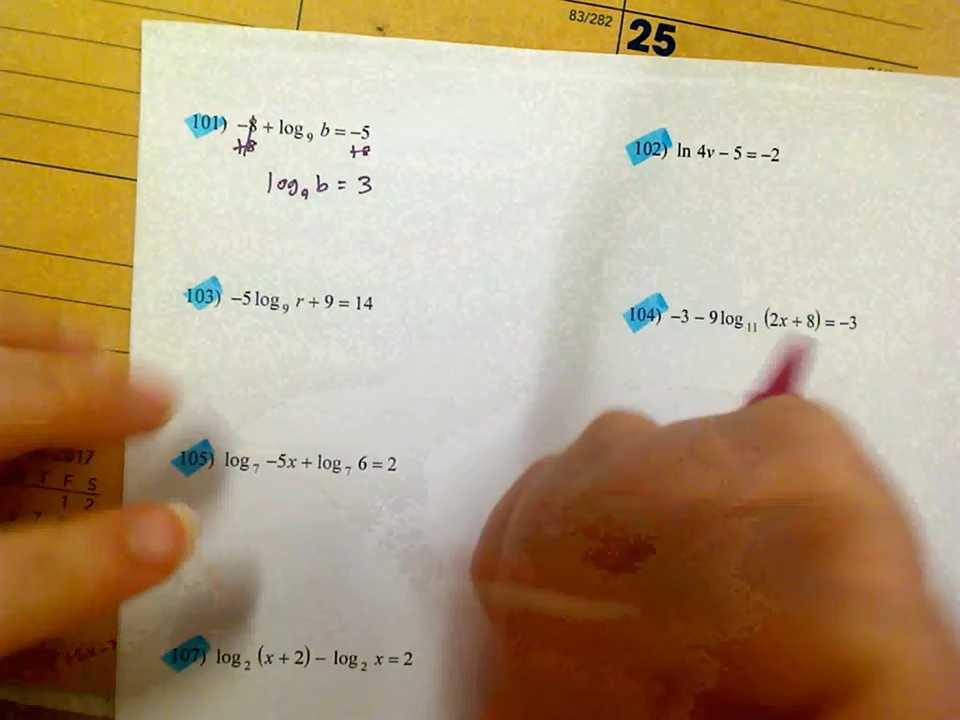 83/282
25
101) -8 + log₉ b = -5
+8 +8
log₉ b = 3
102) ln 4v - 5 = -2
103) -5 log₉ r + 9 = 14
104) -3 - 9 log₁₁ (2x + 8) = -3
105) log₇ -5x + log₇ 6 = 2
107) log₂ (x + 2) - log₂ x = 2
T F S
1 2